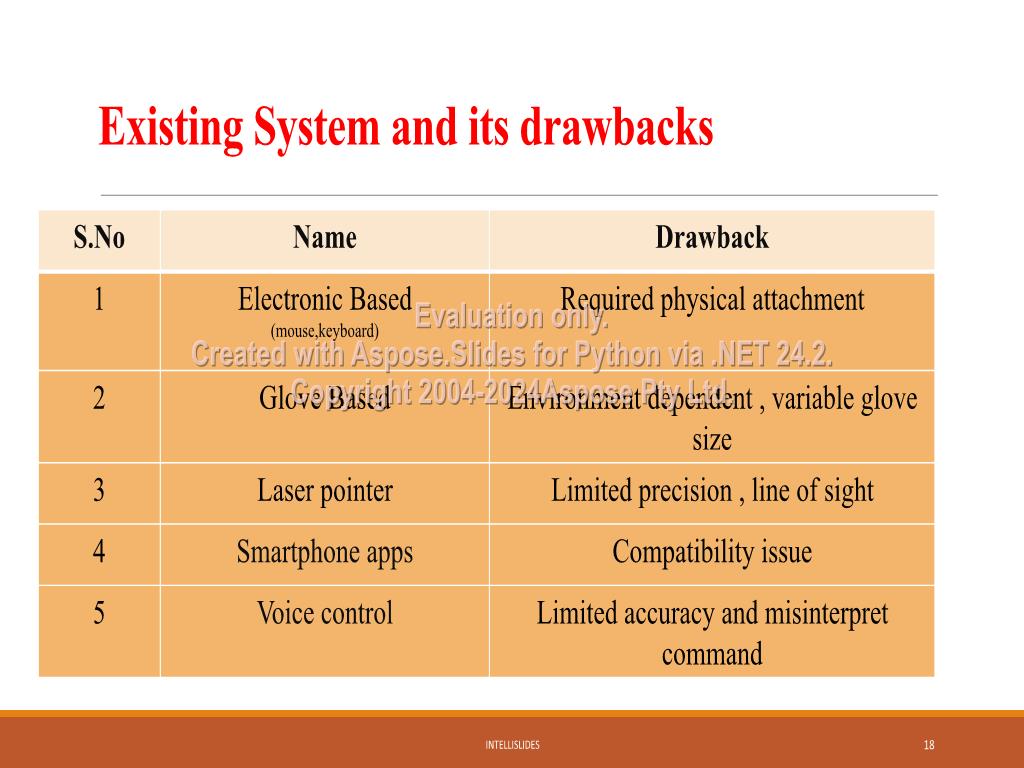 Existing System and its drawbacks
S.No Name Drawback
1 Electronic Based Required physical attachment
(mouse,keyboard)
Evaluation only.
Created with Aspose.Slides for Python via .NET 24.2.
Copyright 2004-2024Aspose Pty Ltd.
2 Glove Based Environment dependent , variable glove
size
3 Laser pointer Limited precision , line of sight
4 Smartphone apps Compatibility issue
5 Voice control Limited accuracy and misinterpret
command
INTELLISLIDES 18